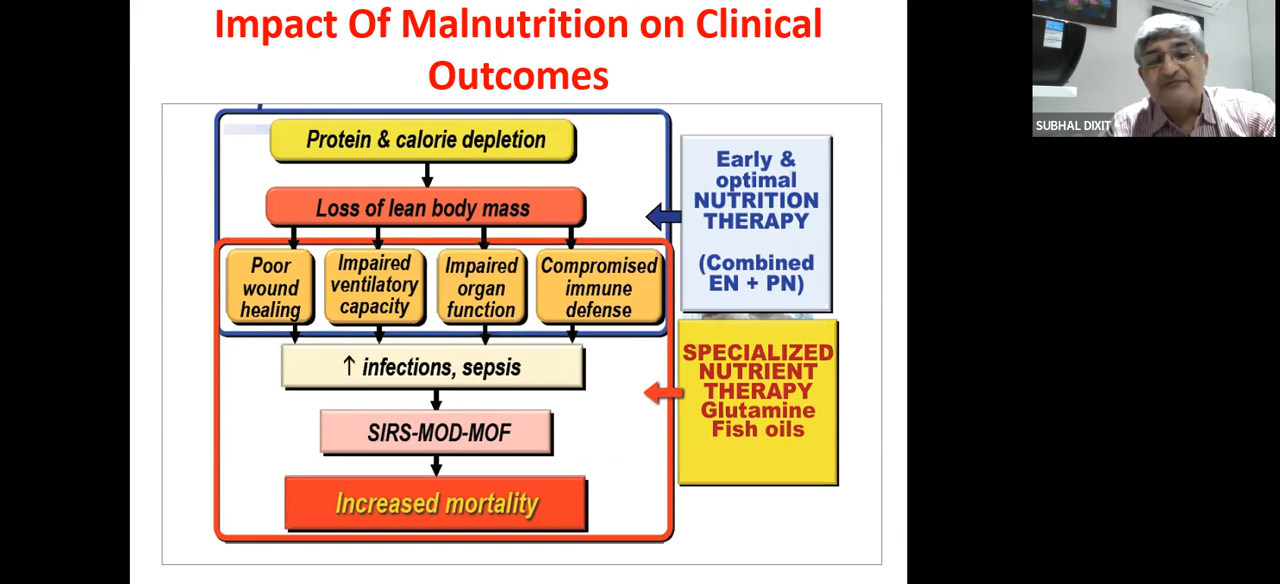 Impact Of Malnutrition on Clinical
Outcomes
SUBHAL DIXIT
Protein & calorie depletion
Loss of lean body mass
Poor
wound
healing
Impaired
ventilatory
capacity
Impaired
organ
function
Compromised
immune
defense
↑ infections, sepsis
SIRS-MOD-MOF
Increased mortality
Early &
optimal
NUTRITION
THERAPY
(Combined
EN + PN)
SPECIALIZED
NUTRIENT
THERAPY
Glutamine
Fish oils